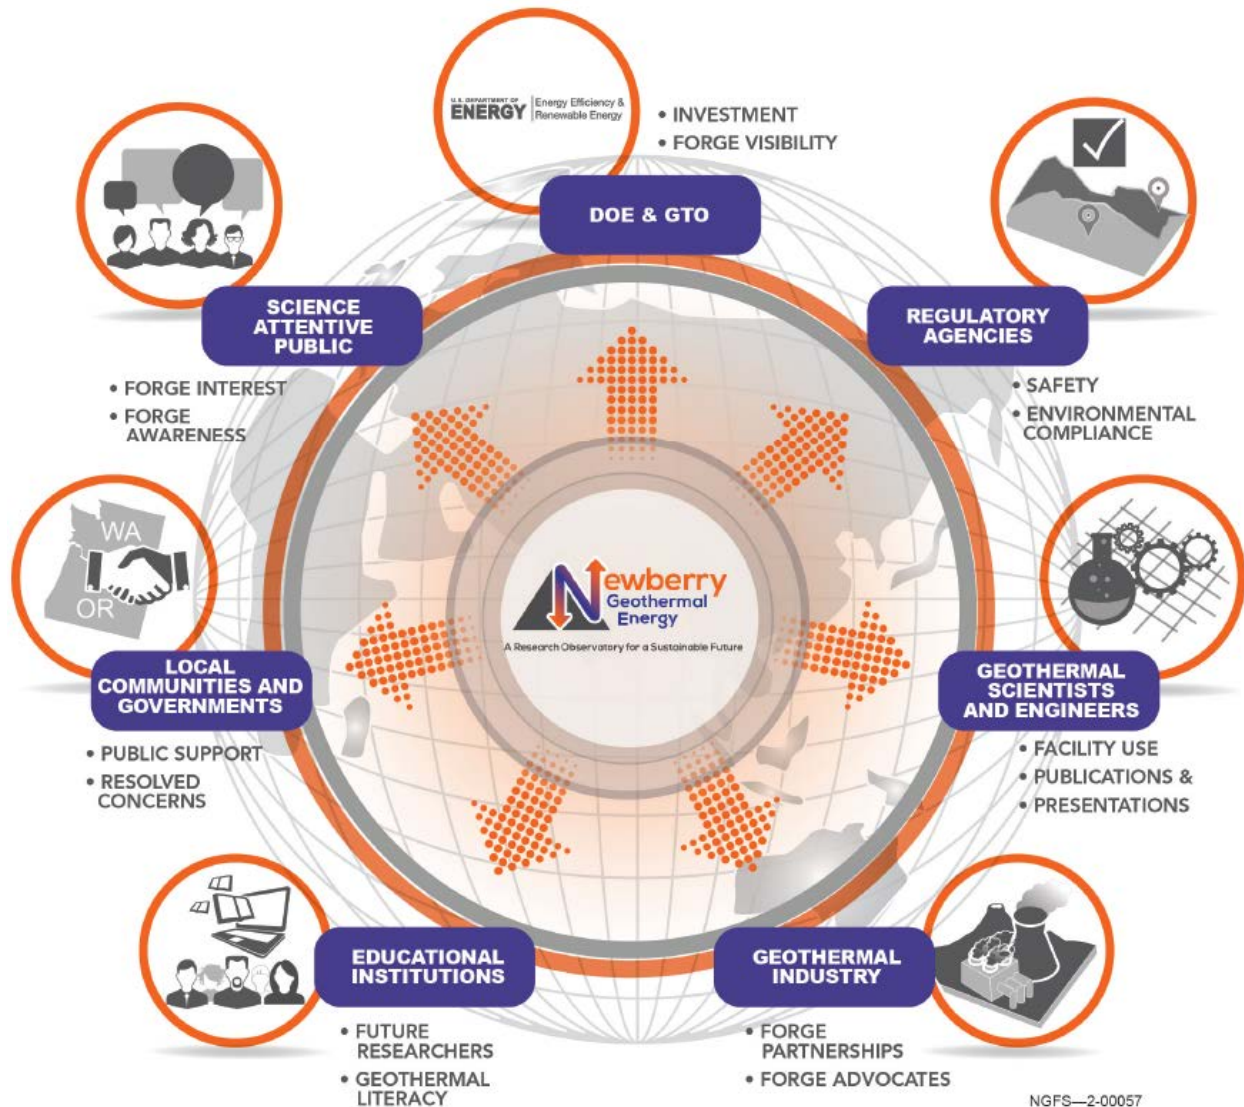 U.S. DEPARTMENT OF
ENERGY
Energy Efficiency &
Renewable Energy
• INVESTMENT
• FORGE VISIBILITY
DOE & GTO
SCIENCE
ATTENTIVE
PUBLIC
• FORGE INTEREST
• FORGE
AWARENESS
REGULATORY
AGENCIES
• SAFETY
• ENVIRONMENTAL
COMPLIANCE
WA
OR
LOCAL
COMMUNITIES AND
GOVERNMENTS
• PUBLIC SUPPORT
• RESOLVED
CONCERNS
Newberry
Geothermal
Energy
A Research Observatory for a Sustainable Future
GEOTHERMAL
SCIENTISTS
AND ENGINEERS
• FACILITY USE
• PUBLICATIONS &
• PRESENTATIONS
EDUCATIONAL
INSTITUTIONS
• FUTURE
RESEARCHERS
• GEOTHERMAL
LITERACY
GEOTHERMAL
INDUSTRY
• FORGE
PARTNERSHIPS
• FORGE ADVOCATES
NGFS—2-00057